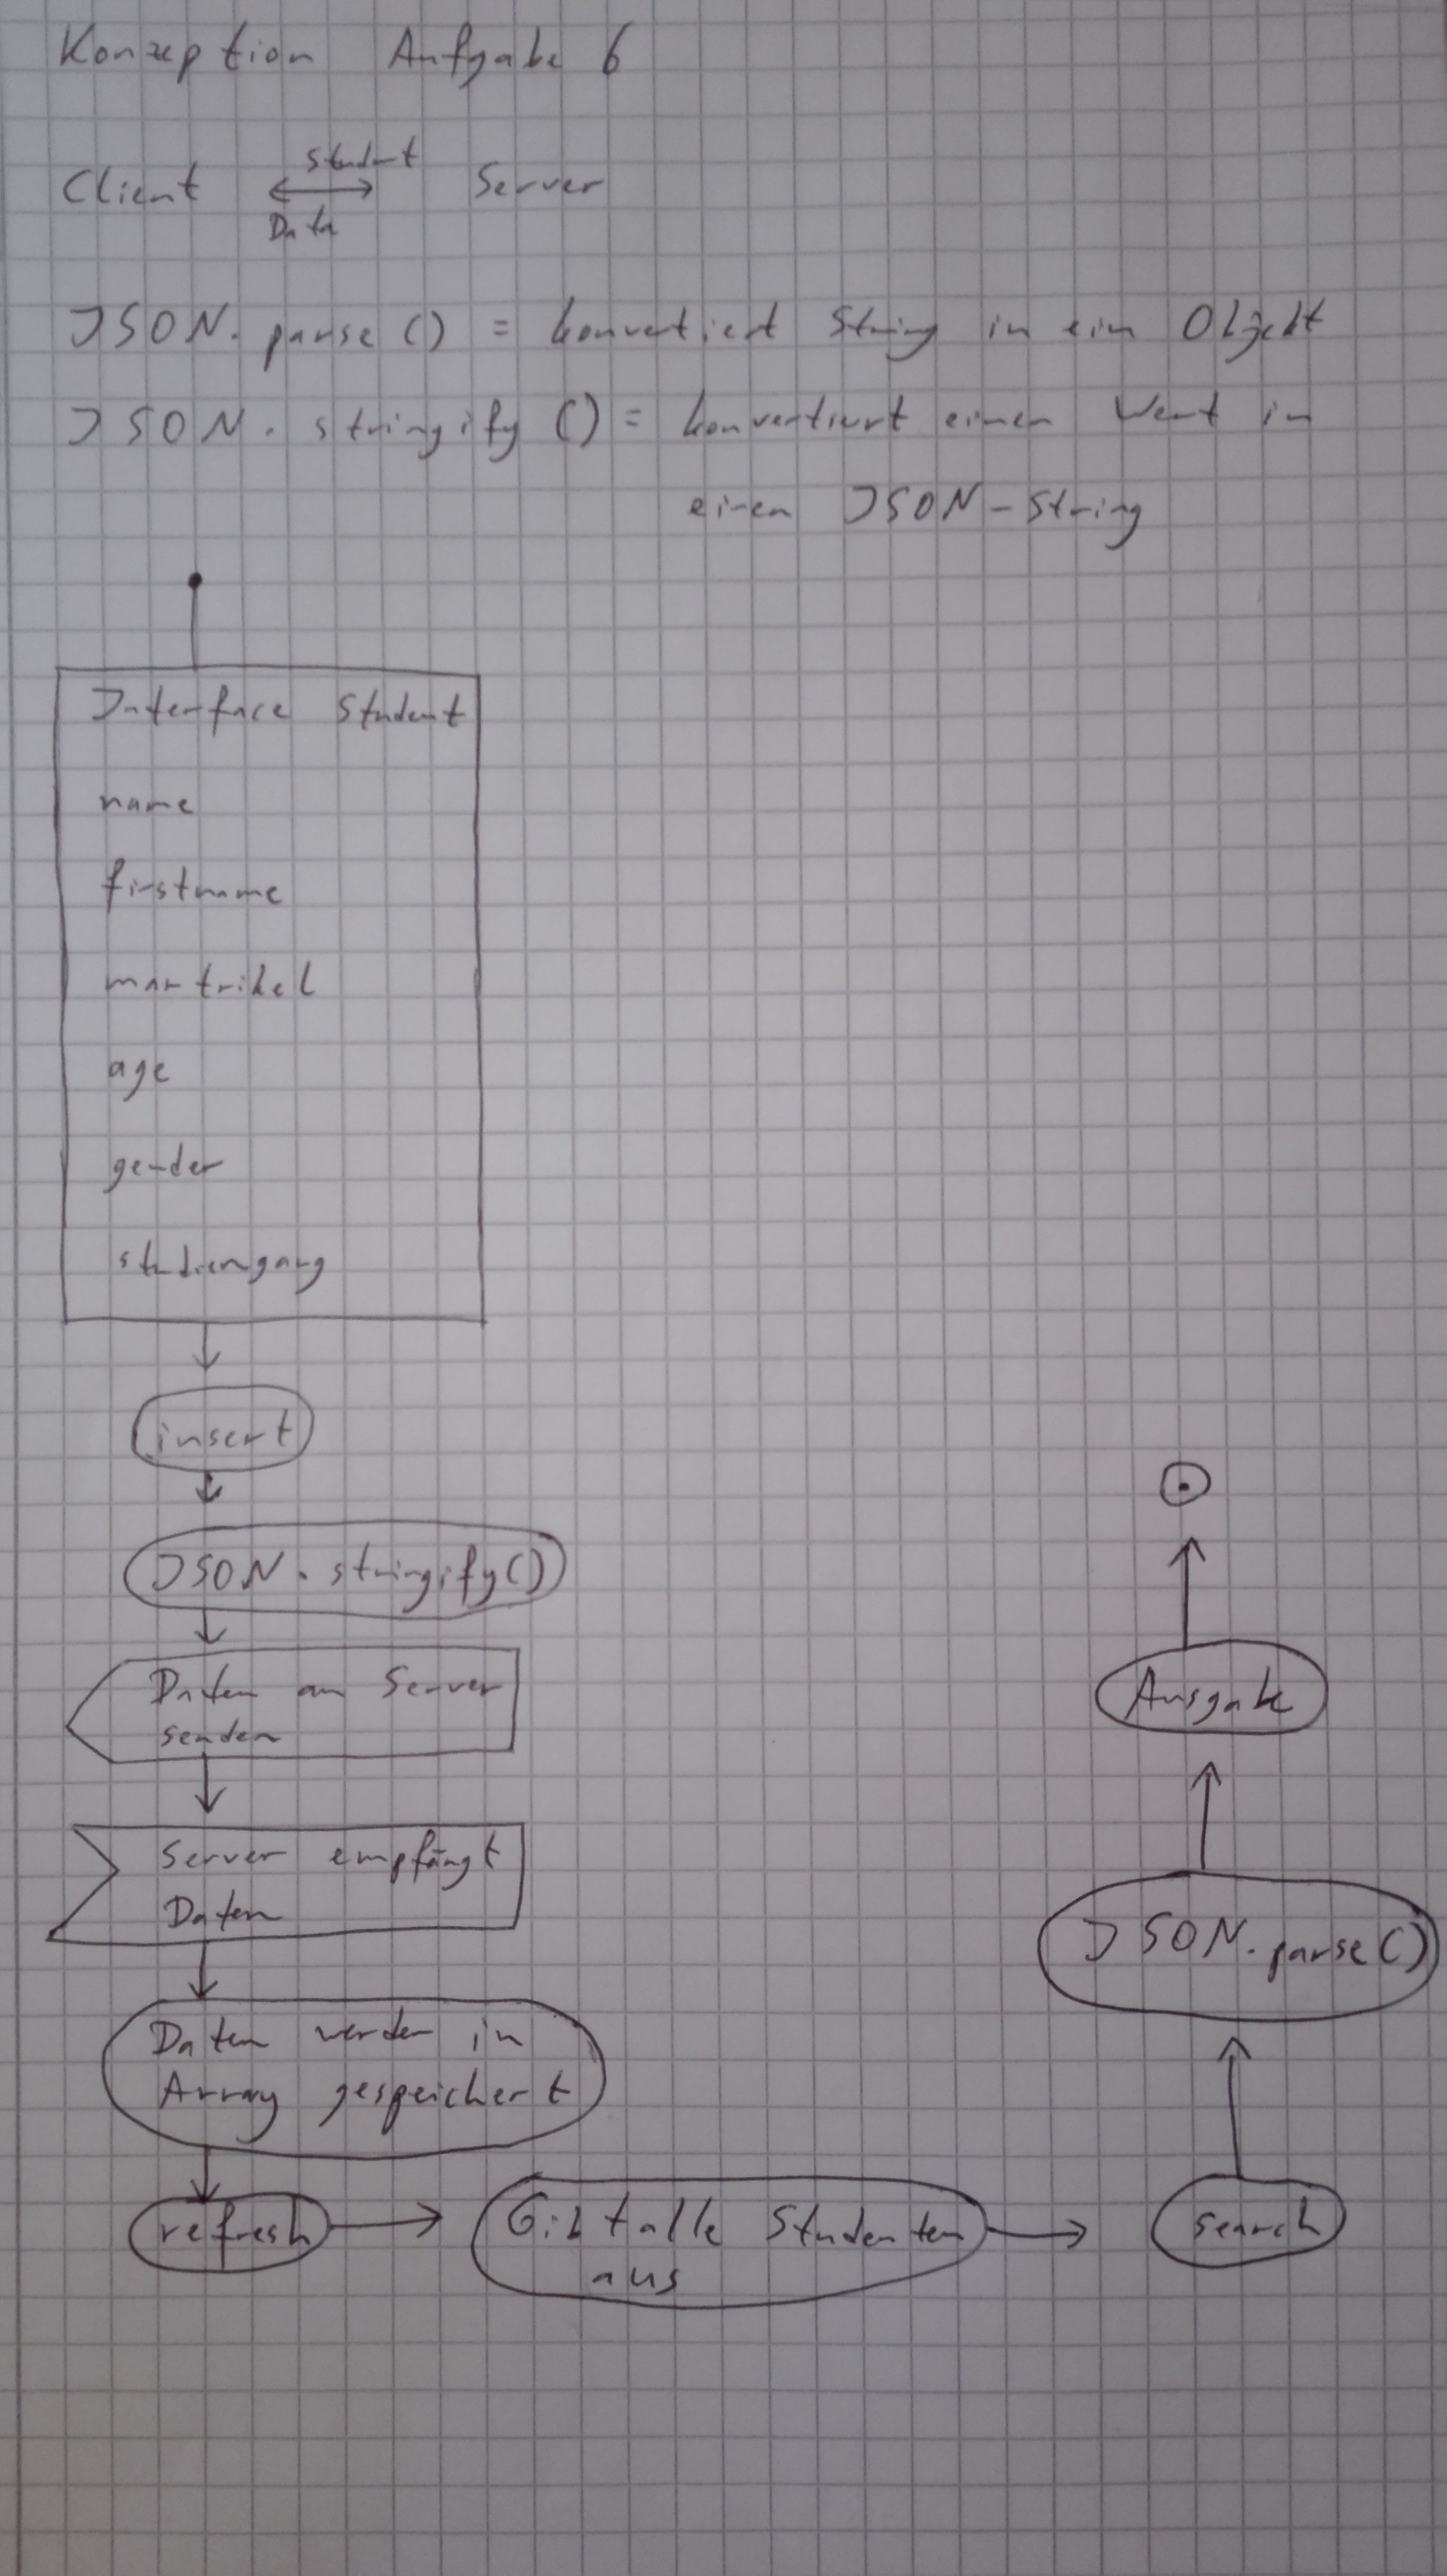 Konzeption Aufgabe 6
Student
Client Server
Data
JSON.parse() = konvertiert String in ein Objekt
JSON.stringify() = konvertiert einen Wert in
einen JSON-String
Interface Student
name
firstname
martrikel
age
gender
studiengang
insert
JSON.stringify()
Daten an Server
senden
Server empfängt
Daten
Daten werden in
Array gespeichert
refresh
Gibt alle Studenten
aus
search
JSON.parse()
Ausgabe